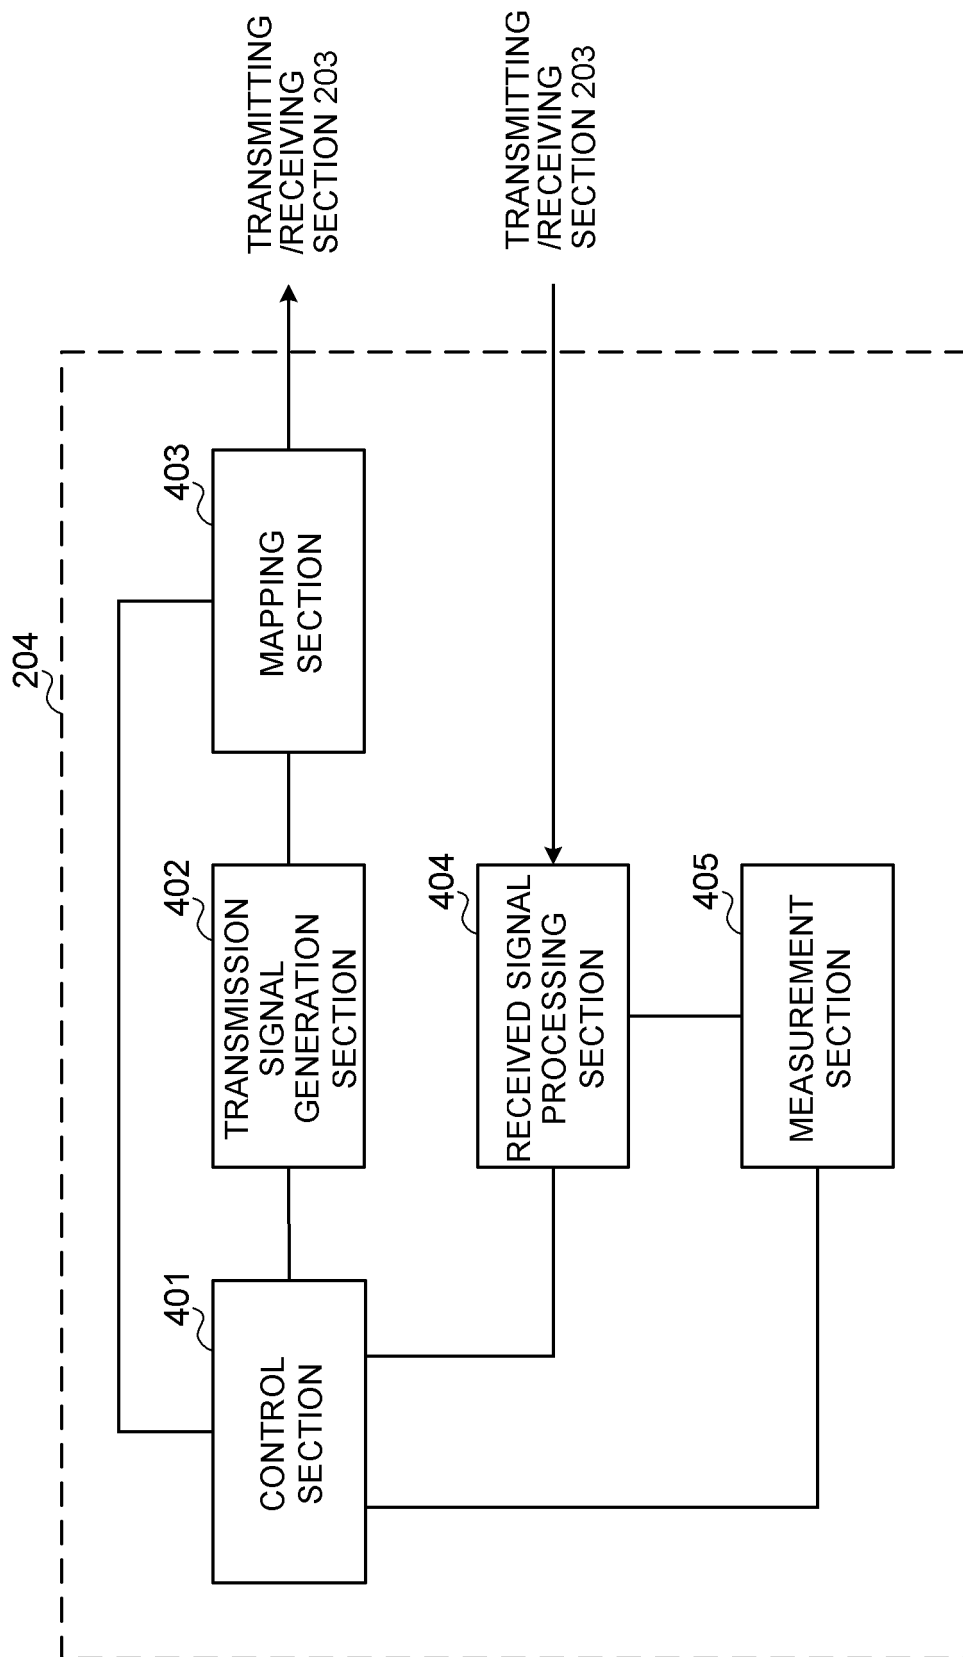 204
401
CONTROL
SECTION
402
TRANSMISSION
SIGNAL
GENERATION
SECTION
403
MAPPING
SECTION
TRANSMITTING
/RECEIVING
SECTION 203
404
RECEIVED SIGNAL
PROCESSING
SECTION
TRANSMITTING
/RECEIVING
SECTION 203
405
MEASUREMENT
SECTION